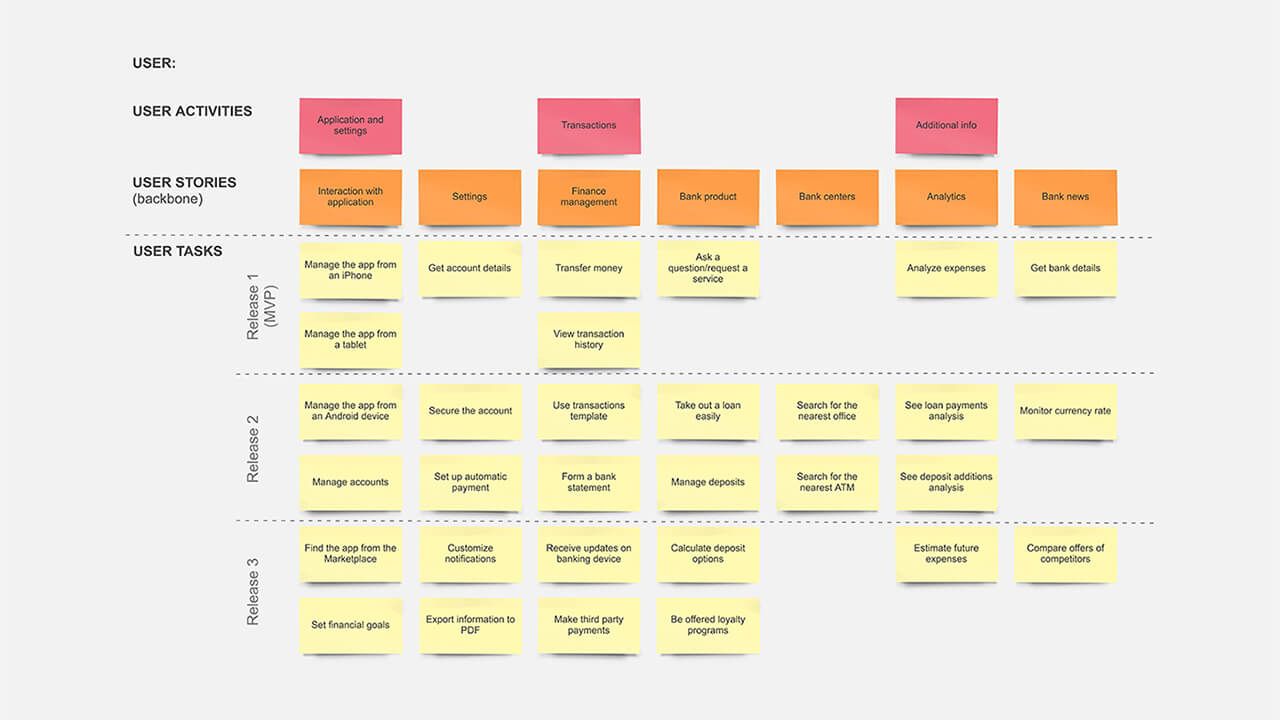 USER:
USER ACTIVITIES
Application and
settings
Transactions
Additional info
USER STORIES
(backbone)
Interaction with
application
Settings
Finance
management
Bank product
Bank centers
Analytics
Bank news
USER TASKS
Release 1
(MVP)
Manage the app from
an iPhone
Get account details
Transfer money
Ask a
question/request a
service
Analyze expenses
Get bank details
Manage the app from
a tablet
View transaction
history
Release 2
Manage the app from
an Android device
Secure the account
Use transactions
template
Take out a loan
easily
Search for the
nearest office
See loan payments
analysis
Monitor currency rate
Manage accounts
Set up automatic
payment
Form a bank
statement
Manage deposits
Search for the
nearest ATM
See deposit additions
analysis
Release 3
Find the app from the
Marketplace
Customize
notifications
Receive updates on
banking device
Calculate deposit
options
Estimate future
expenses
Compare offers of
competitors
Set financial goals
Export information to
PDF
Make third party
payments
Be offered loyalty
programs